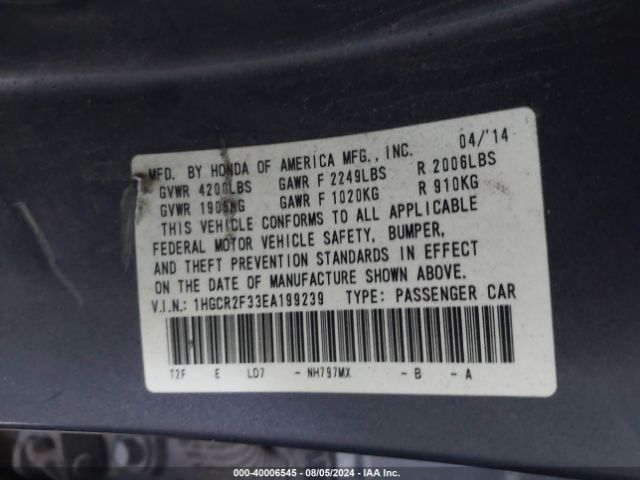 04/'14
MFD. BY HONDA OF AMERICA MFG., INC.
GVWR 4200LBS GAWR F 2249LBS R 2006LBS
GVWR 1905KG GAWR F 1020KG R 910KG
THIS VEHICLE CONFORMS TO ALL APPLICABLE
FEDERAL MOTOR VEHICLE SAFETY, BUMPER,
AND THEFT PREVENTION STANDARDS IN EFFECT
ON THE DATE OF MANUFACTURE SHOWN ABOVE.
V.I.N.: 1HGCR2F33EA199239 TYPE: PASSENGER CAR
T2F E LD7 - NH797MX - B - A
000-40006545 - 08/05/2024 - IAA Inc.